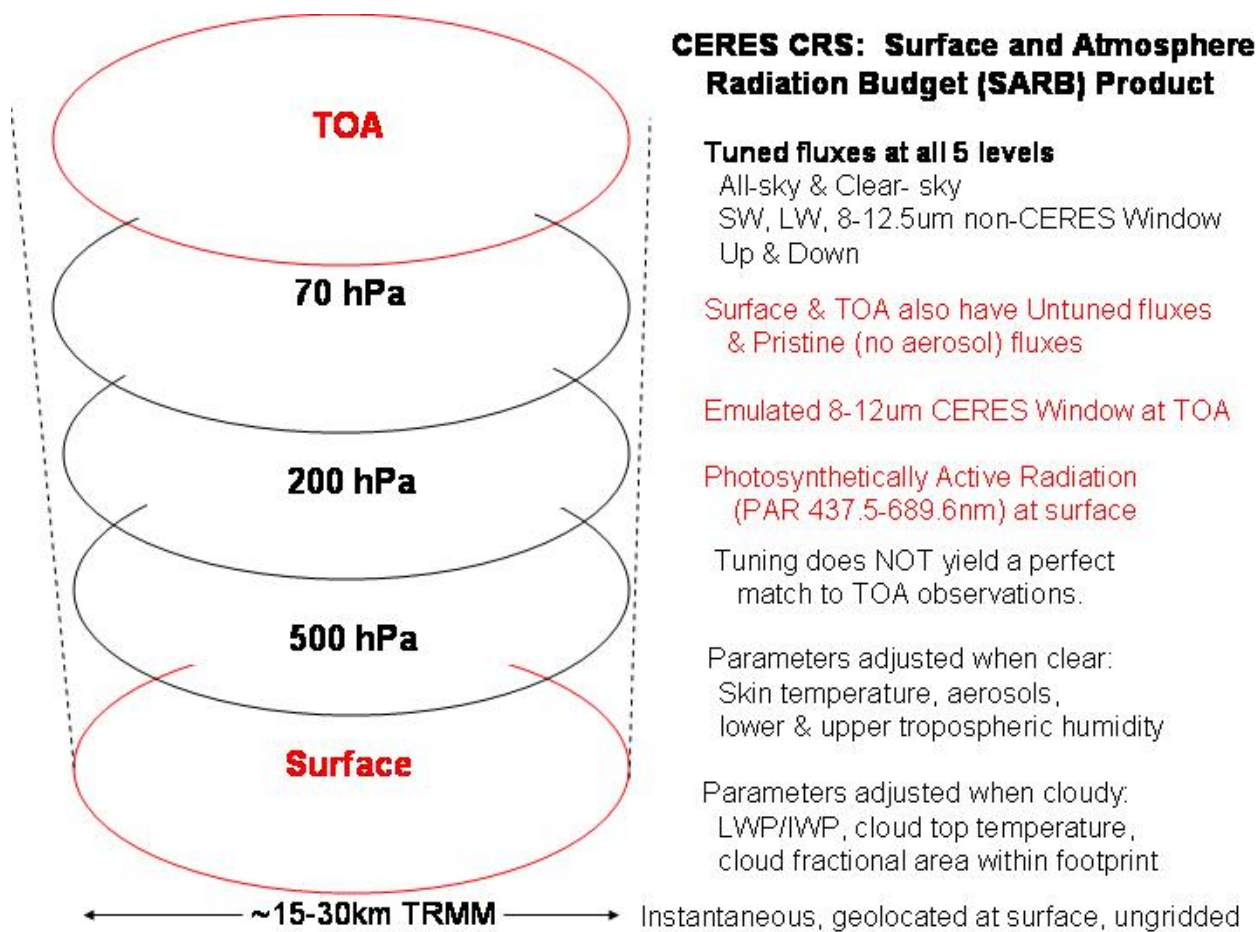 CERES CRS: Surface and Atmosphere
Radiation Budget (SARB) Product
TOA
70 hPa
200 hPa
500 hPa
Surface
~15-30km TRMM
Tuned fluxes at all 5 levels
All-sky & Clear- sky
SW, LW, 8-12.5um non-CERES Window
Up & Down
Surface & TOA also have Untuned fluxes
& Pristine (no aerosol) fluxes
Emulated 8-12um CERES Window at TOA
Photosynthetically Active Radiation
(PAR 437.5-689.6nm) at surface
Tuning does NOT yield a perfect
match to TOA observations.
Parameters adjusted when clear:
Skin temperature, aerosols,
lower & upper tropospheric humidity
Parameters adjusted when cloudy:
LWP/IWP, cloud top temperature,
cloud fractional area within footprint
Instantaneous, geolocated at surface, ungridded